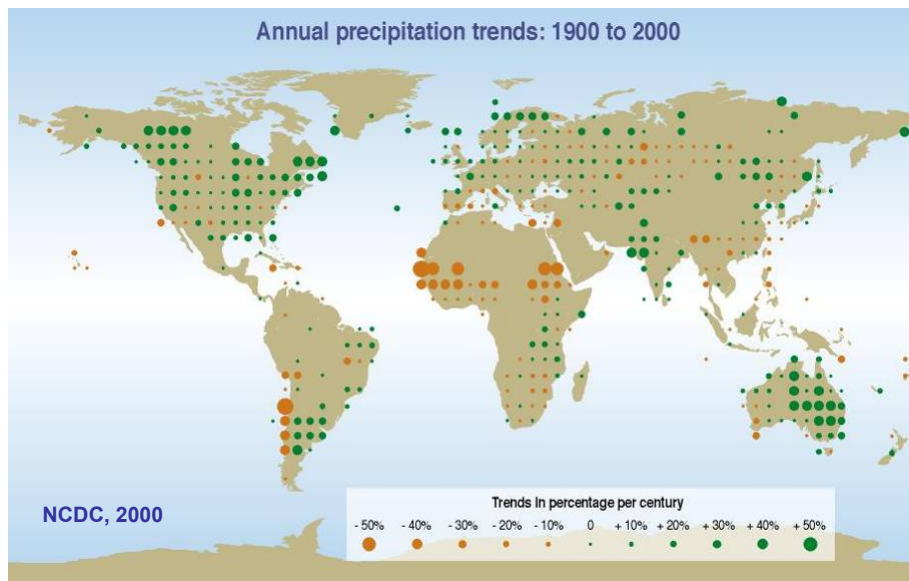 Annual precipitation trends: 1900 to 2000
NCDC, 2000
Trends in percentage per century
- 50% - 40% - 30% - 20% - 10% 0 + 10% + 20% + 30% + 40% + 50%